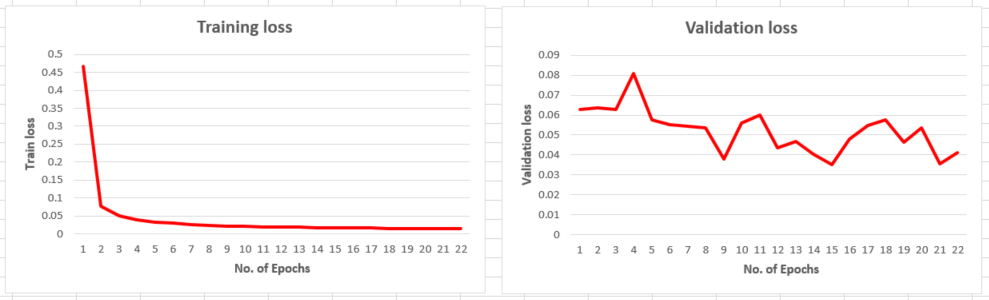 Training loss
Train loss
0.5
0.45
0.4
0.35
0.3
0.25
0.2
0.15
0.1
0.05
0
1 2 3 4 5 6 7 8 9 10 11 12 13 14 15 16 17 18 19 20 21 22
No. of Epochs
Validation loss
Validation loss
0.09
0.08
0.07
0.06
0.05
0.04
0.03
0.02
0.01
0
1 2 3 4 5 6 7 8 9 10 11 12 13 14 15 16 17 18 19 20 21 22
No. of Epochs